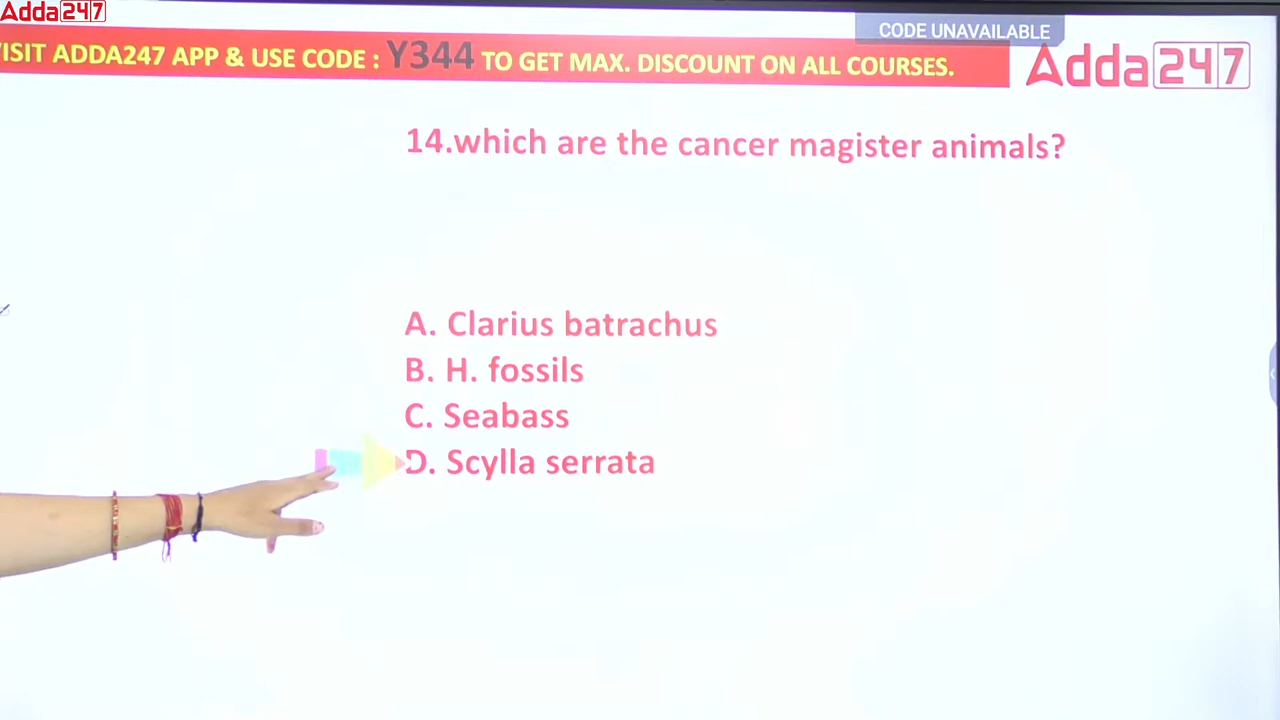 Adda247
CODE UNAVAILABLE
VISIT ADDA247 APP & USE CODE : Y344 TO GET MAX. DISCOUNT ON ALL COURSES.
Adda247
14.which are the cancer magister animals?
A. Clarius batrachus
B. H. fossils
C. Seabass
D. Scylla serrata